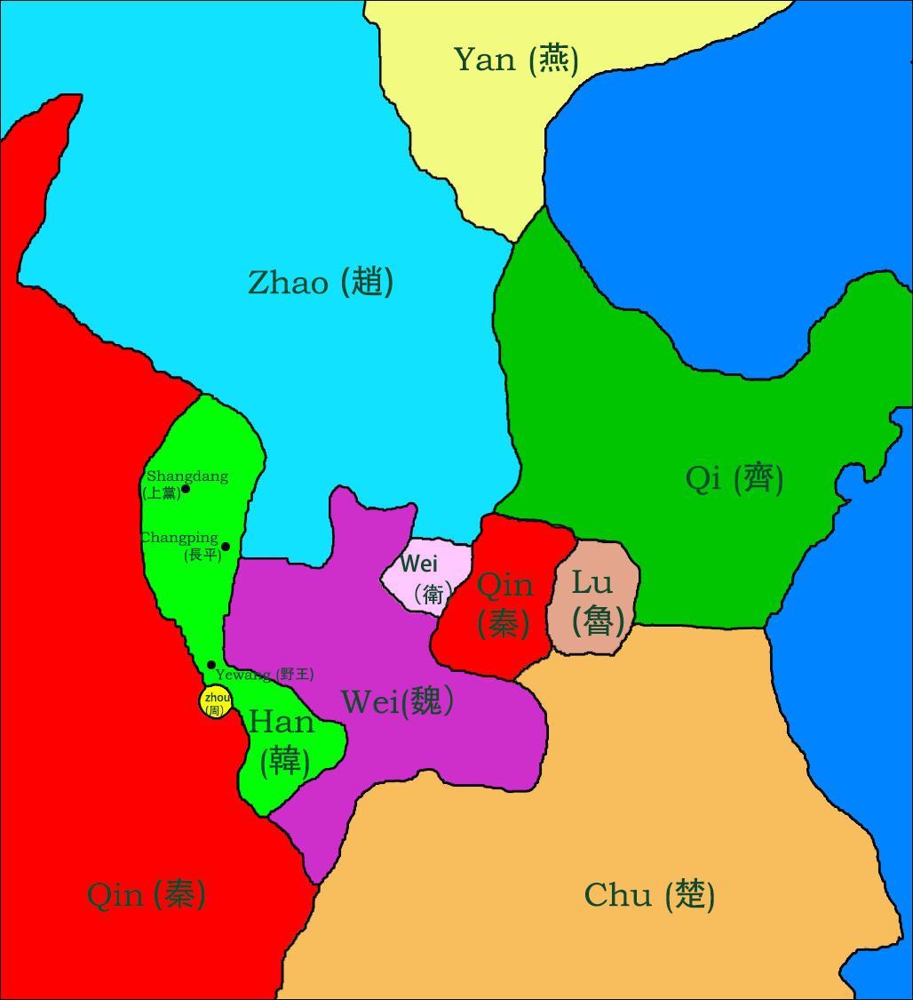 Yan (燕)
Zhao (趙)
Qi (齊)
Shangdang
(上黨)
Changping
(長平)
Wei
（衛）
Qin
(秦)
Lu
(魯)
Yewang (野王)
zhou
(周)
Han
(韓)
Wei(魏）
Qin (秦)
Chu (楚)